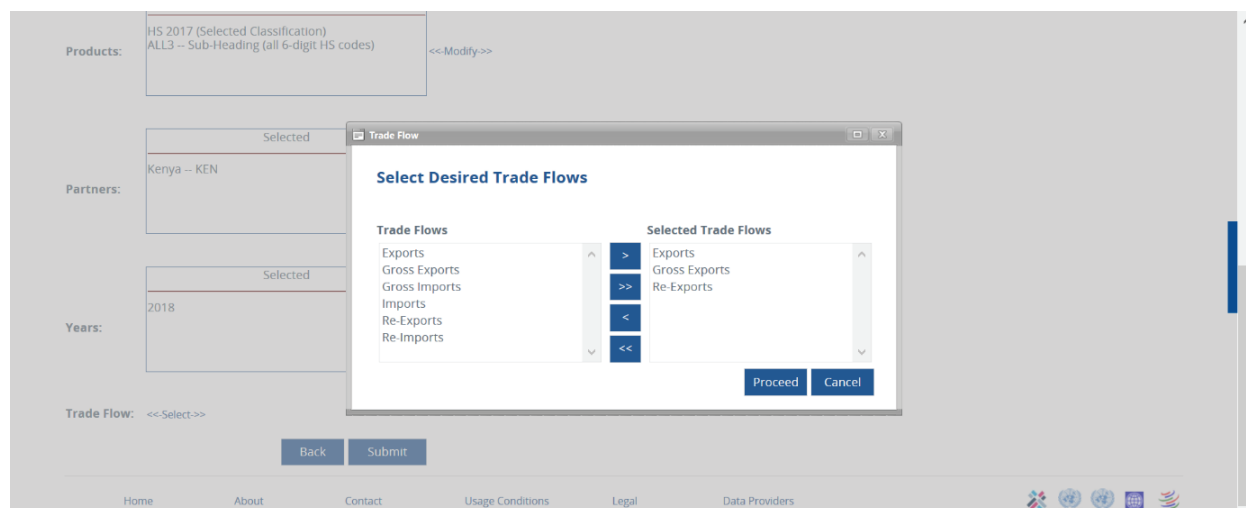 HS 2017 (Selected Classification)
ALL3 -- Sub-Heading (all 6-digit HS codes)
Products:
<<-Modify->>
Selected
Kenya -- KEN
Partners:
Selected
2018
Years:
Trade Flow: <<-Select->>
Back Submit
Trade Flow
X
Select Desired Trade Flows
Trade Flows
Exports
Gross Exports
Gross Imports
Imports
Re-Exports
Re-Imports
>
>>
<
<<
Selected Trade Flows
Exports
Gross Exports
Re-Exports
Proceed Cancel
Home About Contact Usage Conditions Legal Data Providers